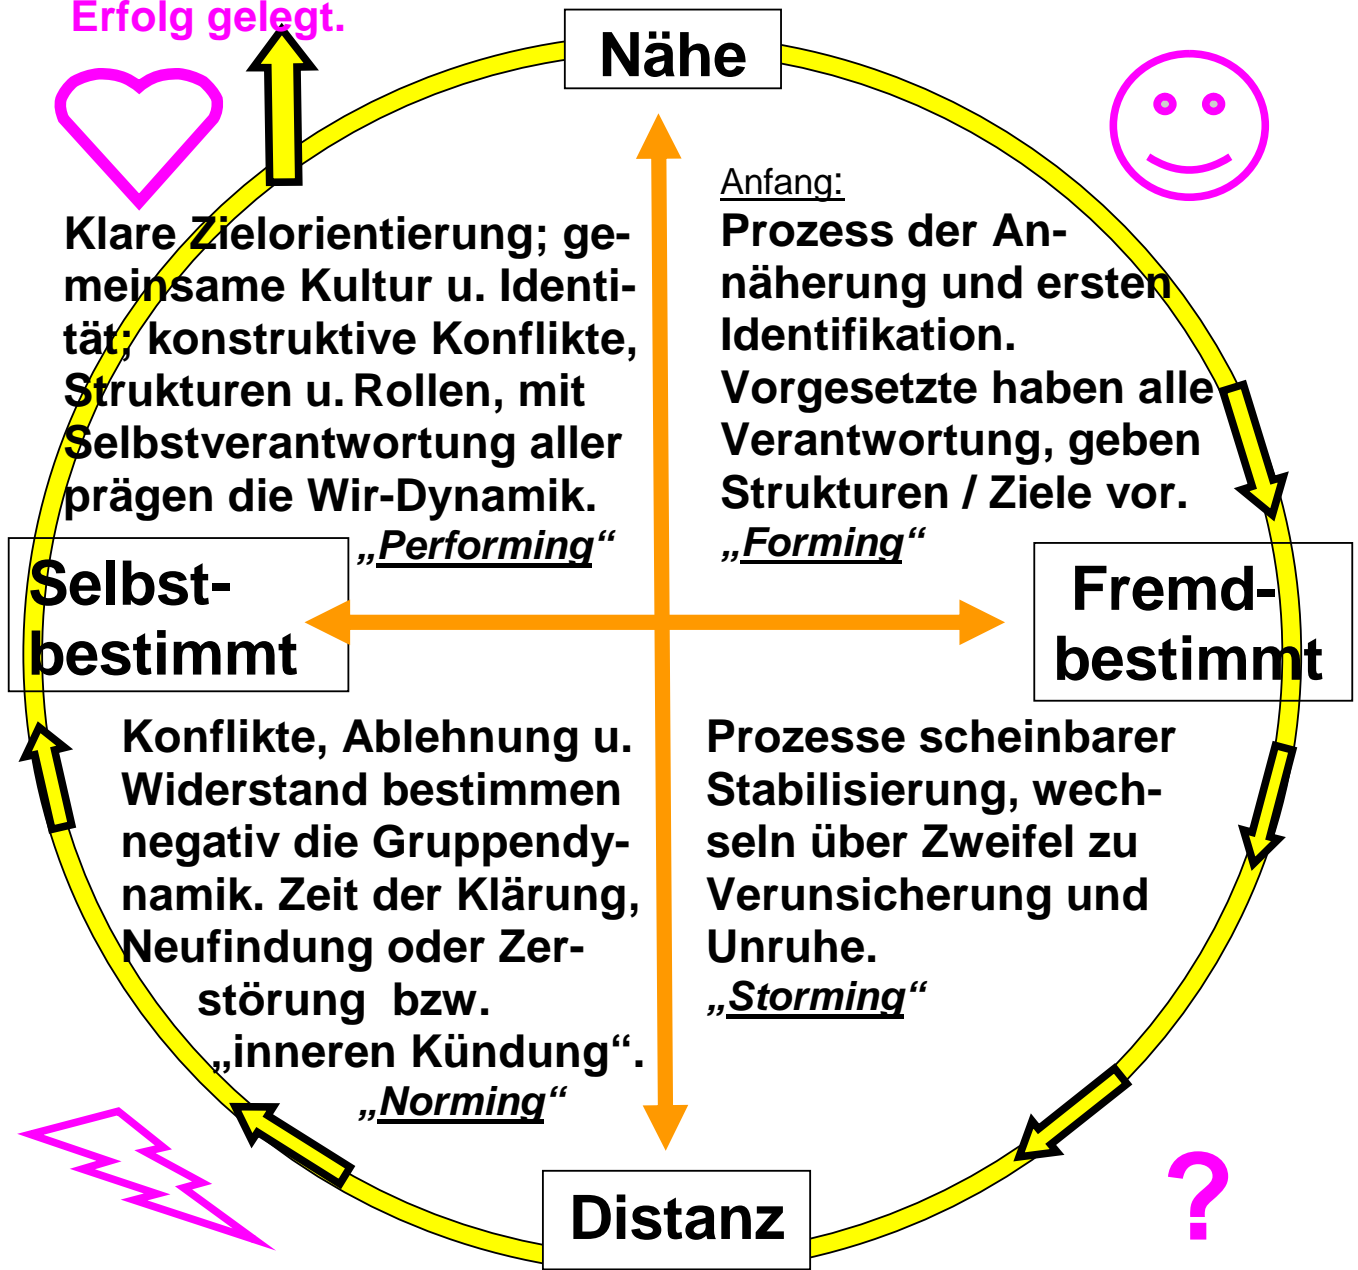 Erfolg gelegt.
Nähe
Anfang:
Prozess der An-
näherung und ersten
Identifikation.
Vorgesetzte haben alle
Verantwortung, geben
Strukturen / Ziele vor.
„Forming“
Klare Zielorientierung; ge-
meinsame Kultur u. Identi-
tät; konstruktive Konflikte,
Strukturen u. Rollen, mit
Selbstverantwortung aller
prägen die Wir-Dynamik.
„Performing“
Selbst-
bestimmt
Fremd-
bestimmt
Konflikte, Ablehnung u.
Widerstand bestimmen
negativ die Gruppendy-
namik. Zeit der Klärung,
Neufindung oder Zer-
störung bzw.
„inneren Kündung“.
„Norming“
Prozesse scheinbarer
Stabilisierung, wech-
seln über Zweifel zu
Verunsicherung und
Unruhe.
„Storming“
?
Distanz